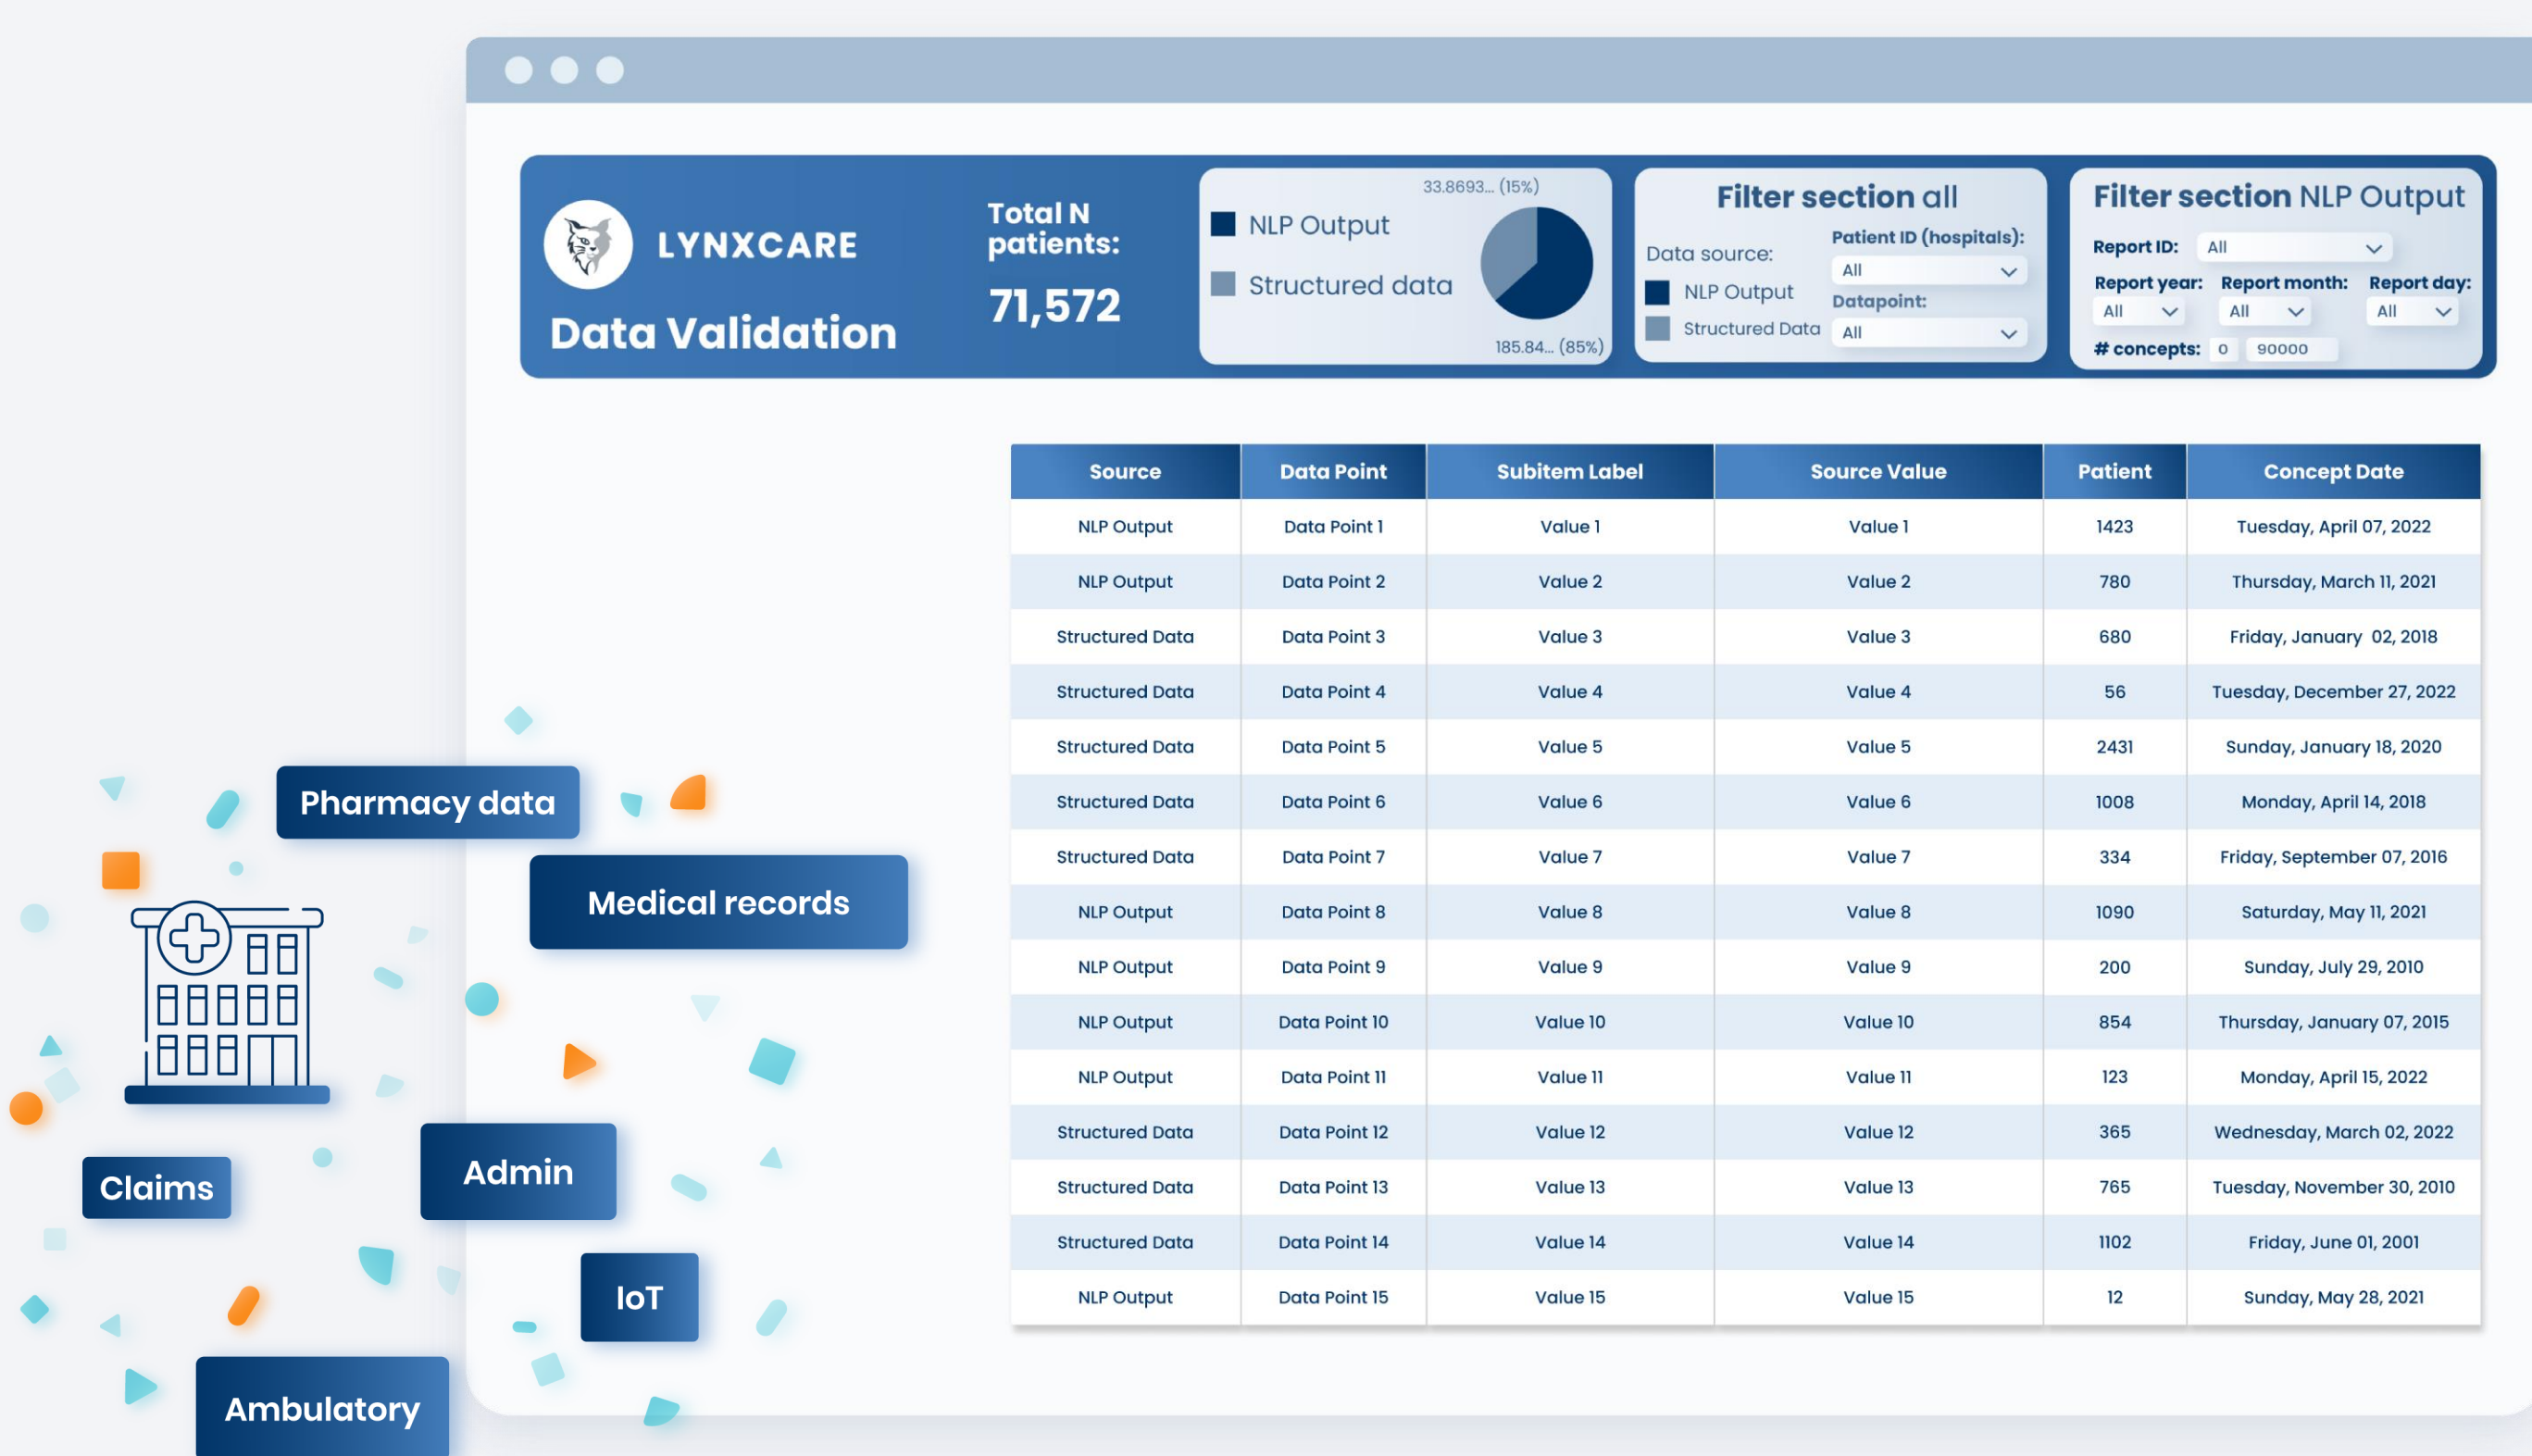 LYNXCARE
Data Validation
Total N
patients:
71,572
33.8693... (15%)
NLP Output
Structured data
185.84... (85%)
Filter section all
Data source:
NLP Output
Structured Data
Patient ID (hospitals):
All
Datapoint:
All
Filter section NLP Output
Report ID: All
Report year: Report month: Report day:
All All All
# concepts: 0 90000
Source Data Point Subitem Label Source Value Patient Concept Date
NLP Output Data Point 1 Value 1 Value 1 1423 Tuesday, April 07, 2022
NLP Output Data Point 2 Value 2 Value 2 780 Thursday, March 11, 2021
Structured Data Data Point 3 Value 3 Value 3 680 Friday, January 02, 2018
Structured Data Data Point 4 Value 4 Value 4 56 Tuesday, December 27, 2022
Structured Data Data Point 5 Value 5 Value 5 2431 Sunday, January 18, 2020
Structured Data Data Point 6 Value 6 Value 6 1008 Monday, April 14, 2018
Structured Data Data Point 7 Value 7 Value 7 334 Friday, September 07, 2016
NLP Output Data Point 8 Value 8 Value 8 1090 Saturday, May 11, 2021
NLP Output Data Point 9 Value 9 Value 9 200 Sunday, July 29, 2010
NLP Output Data Point 10 Value 10 Value 10 854 Thursday, January 07, 2015
NLP Output Data Point 11 Value 11 Value 11 123 Monday, April 15, 2022
Structured Data Data Point 12 Value 12 Value 12 365 Wednesday, March 02, 2022
Structured Data Data Point 13 Value 13 Value 13 765 Tuesday, November 30, 2010
Structured Data Data Point 14 Value 14 Value 14 1102 Friday, June 01, 2001
NLP Output Data Point 15 Value 15 Value 15 12 Sunday, May 28, 2021
Pharmacy data
Medical records
Admin
Claims
IoT
Ambulatory